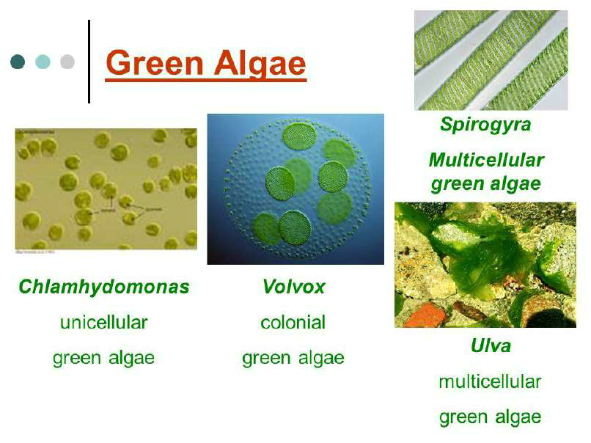 Green Algae
Spirogyra
Multicellular
green algae
Chlamhydomonas
unicellular
green algae
Volvox
colonial
green algae
Ulva
multicellular
green algae